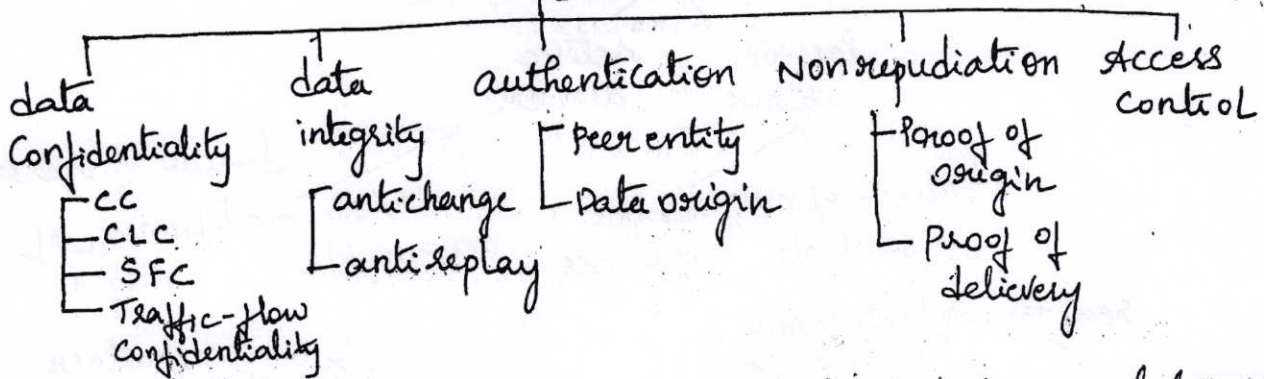 data
Confidentiality
CC
CLC
SFC
Traffic-flow
confidentiality
data
integrity
antichange
antireplay
authentication
Peer entity
Data origin
Nonrepudiation
Proof of
origin
Proof of
delievery
Access
control